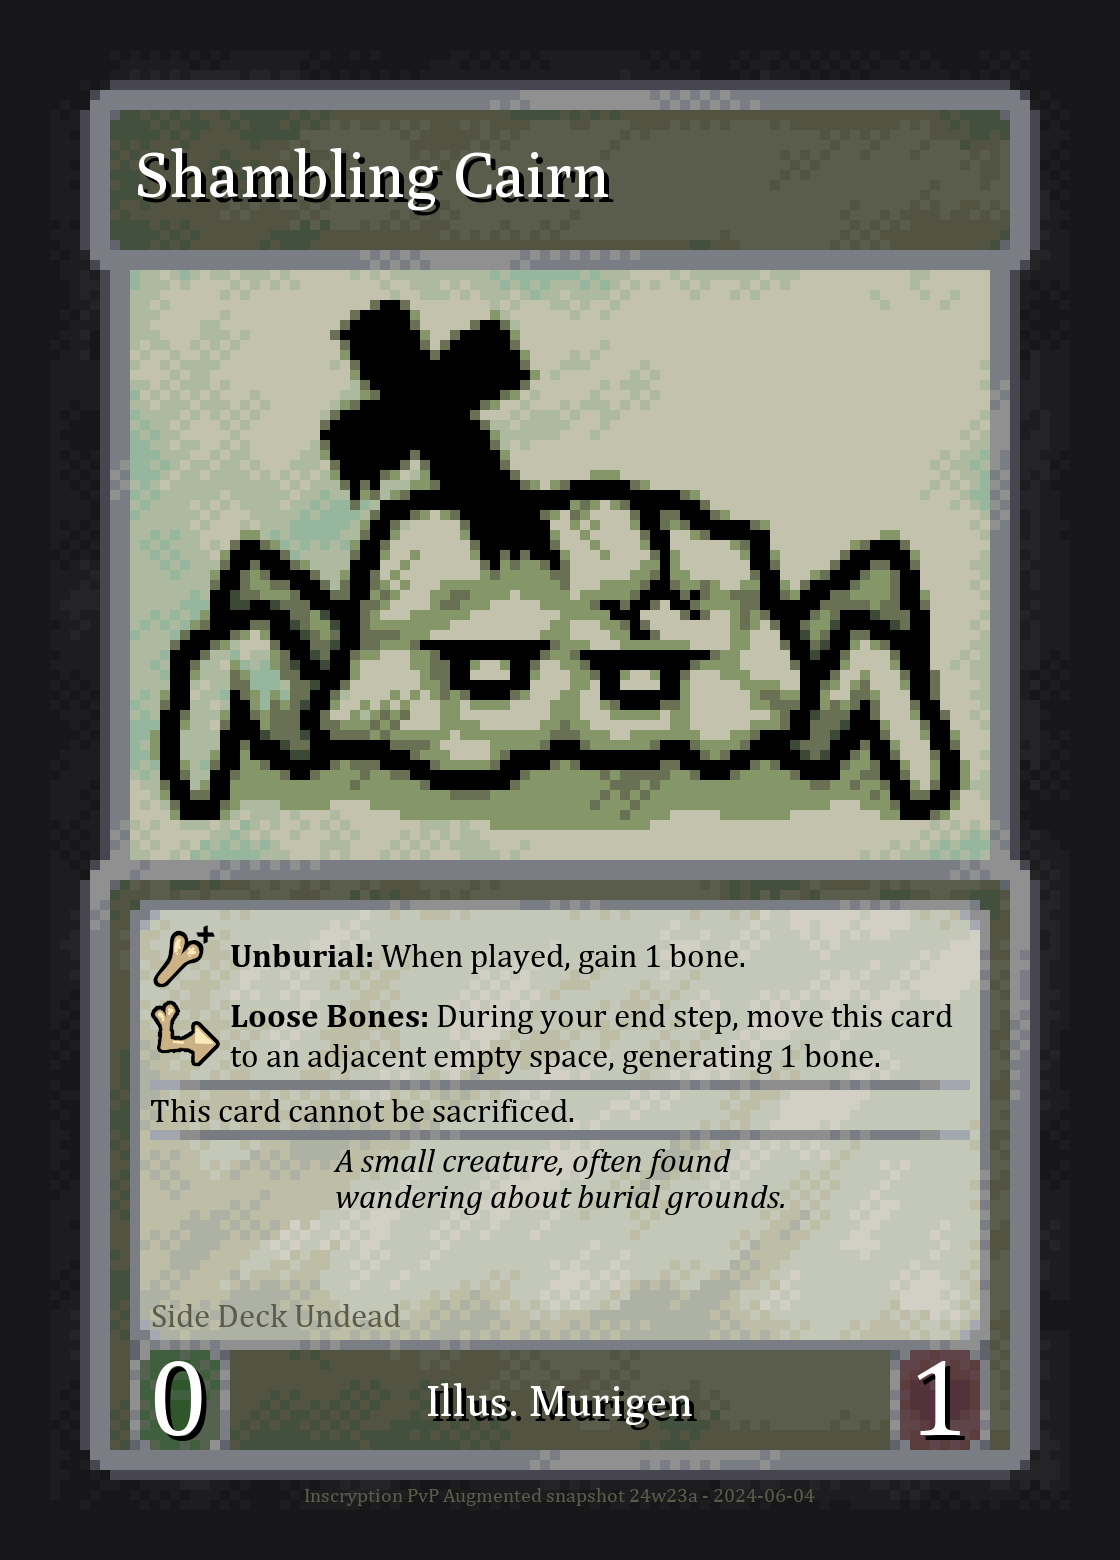 Shambling Cairn
Unburial: When played, gain 1 bone.
Loose Bones: During your end step, move this card
to an adjacent empty space, generating 1 bone.
This card cannot be sacrificed.
A small creature, often found
wandering about burial grounds.
Side Deck Undead
0
Illus. Murigen
1
Inscryption PvP Augmented snapshot 24w23a - 2024-06-04